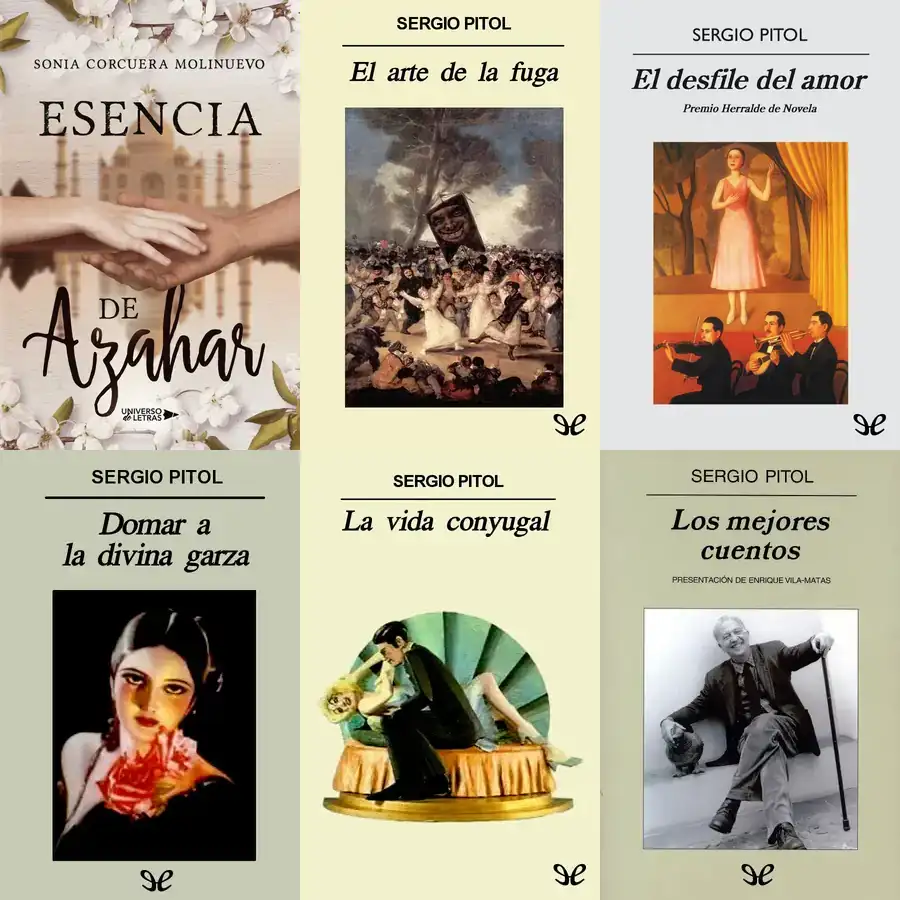 SONIA CORCUERA MOLINUEVO
ESENCIA
DE
Azahar
UNIVERSO
de LETRAS
SERGIO PITOL
El arte de la fuga
SERGIO PITOL
El desfile del amor
Premio Herralde de Novela
SERGIO PITOL
Domar a
la divina garza
SERGIO PITOL
La vida conyugal
SERGIO PITOL
Los mejores
cuentos
PRESENTACIÓN DE ENRIQUE VILA-MATAS